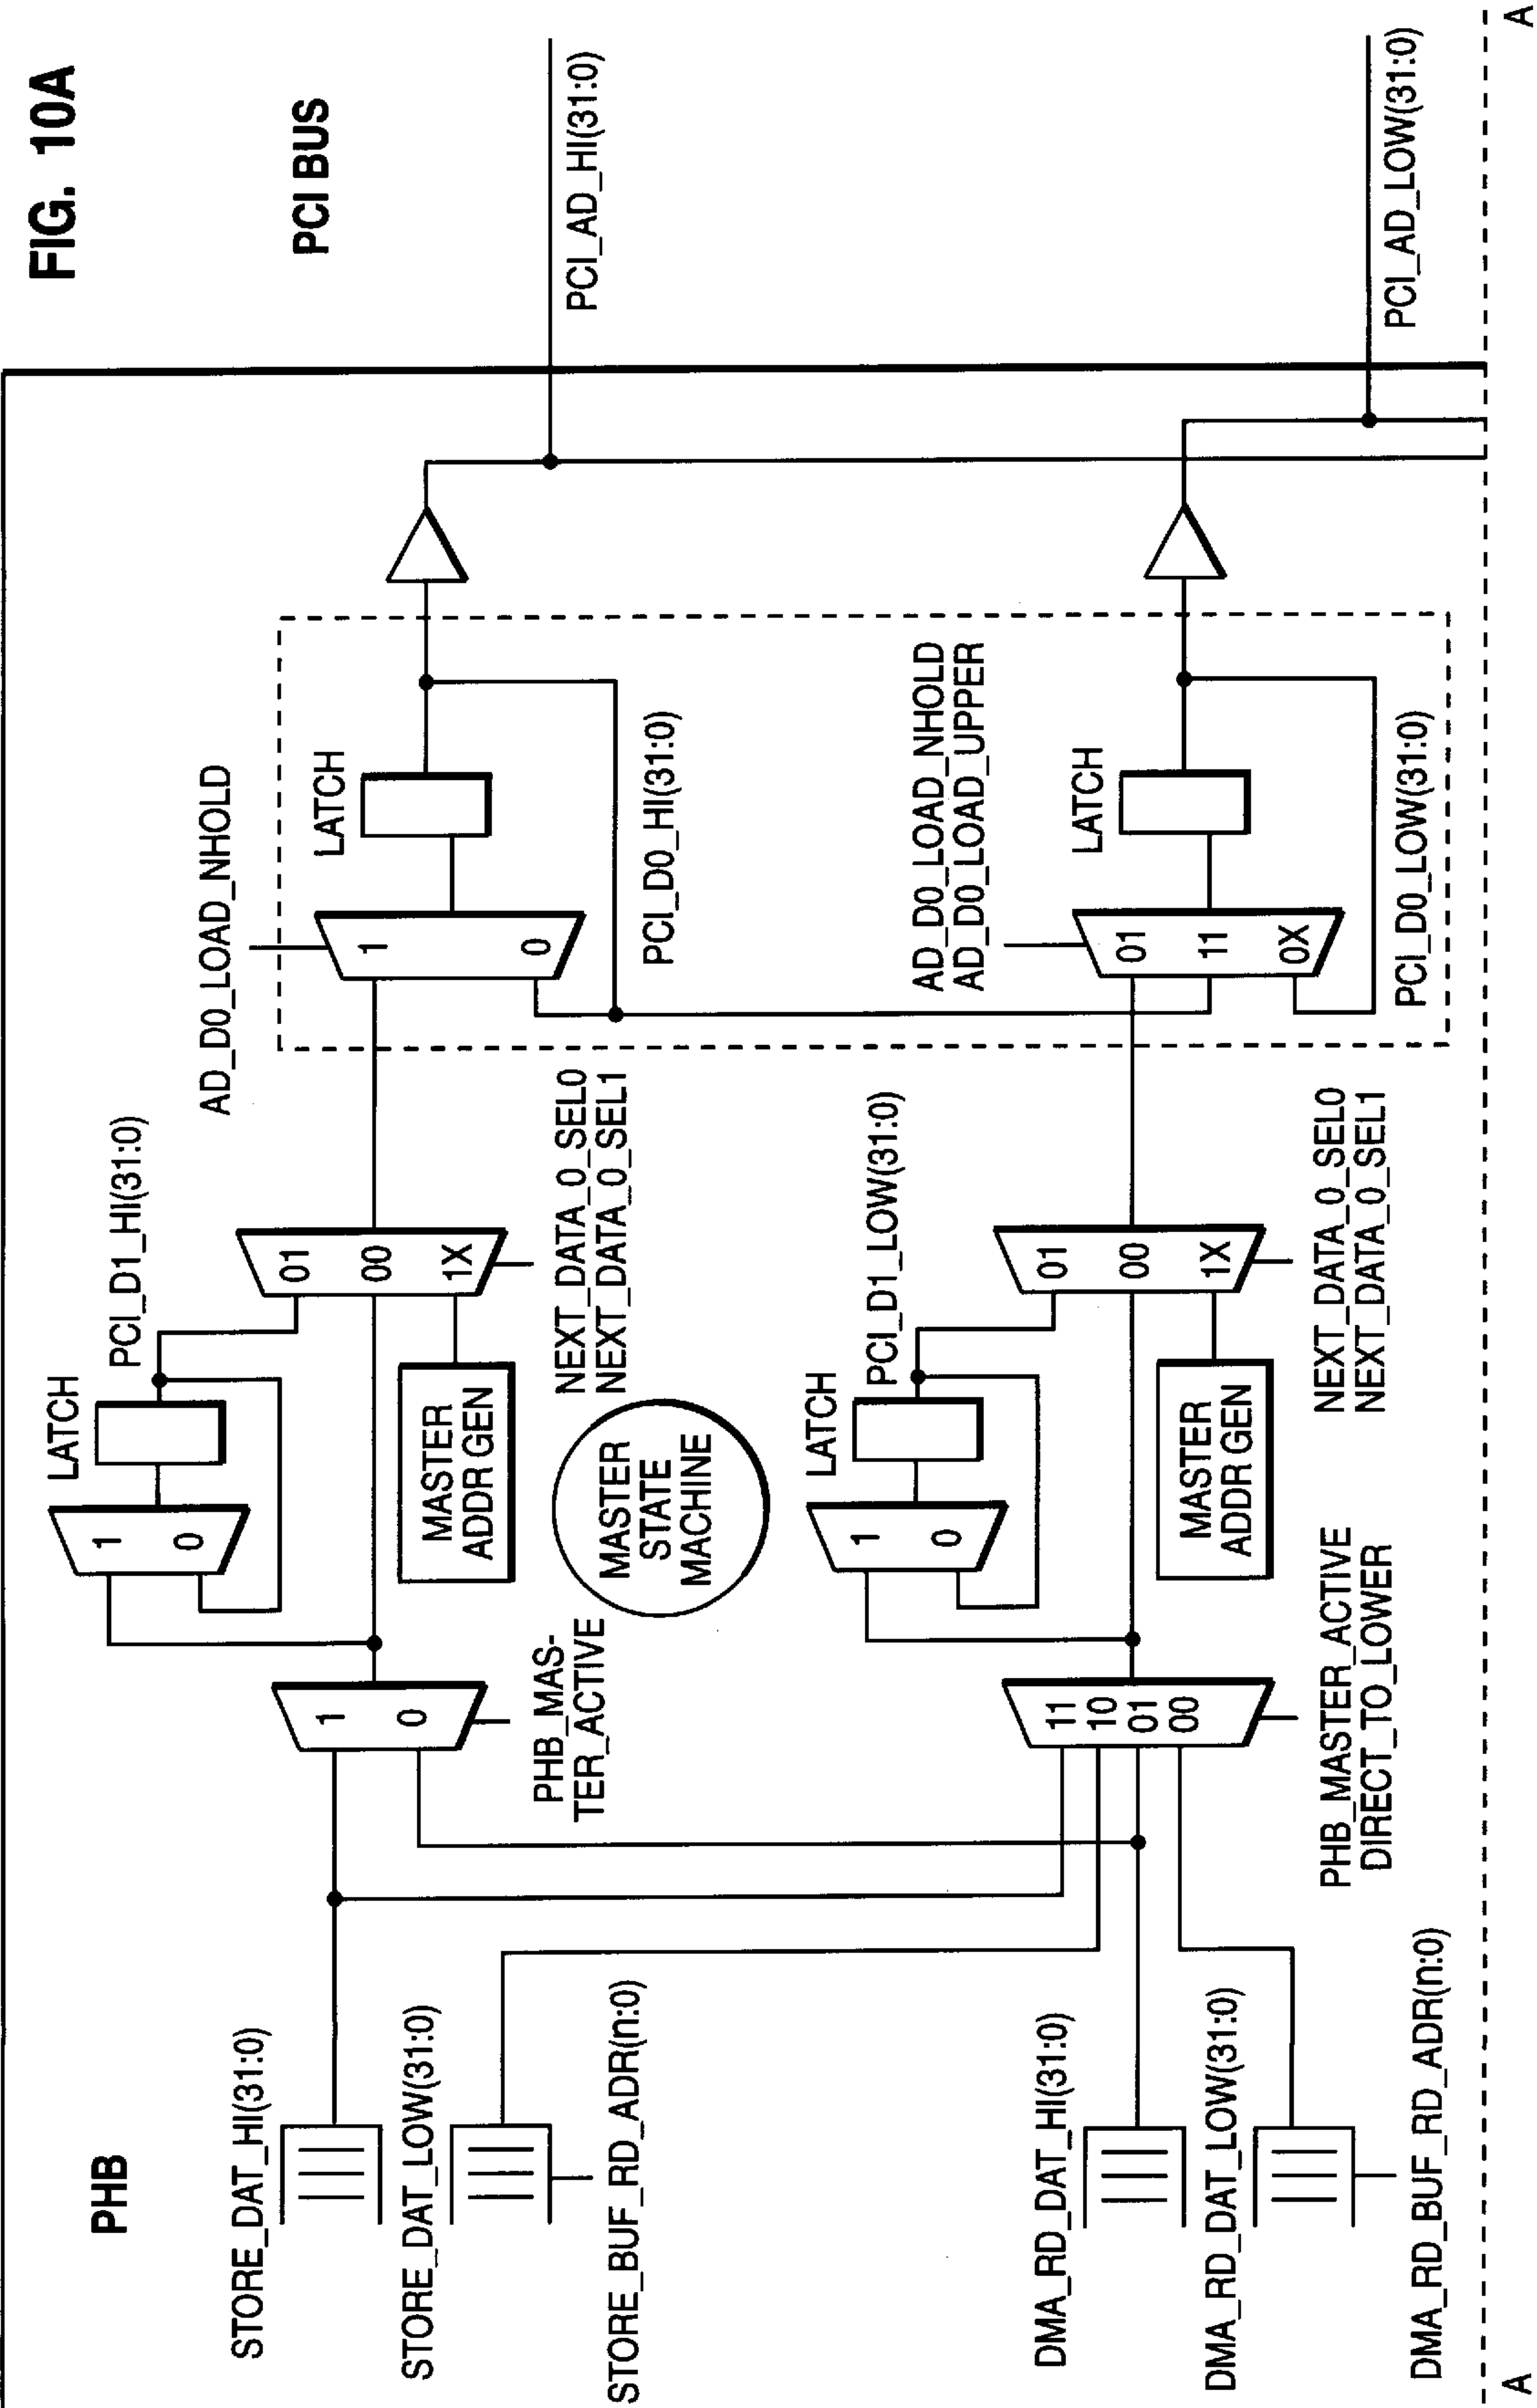 FIG. 10A
PHB
PCI BUS
STORE_DAT_HI(31:0)
STORE_DAT_LOW(31:0)
STORE_BUF_RD_ADR(n:0)
1
0
PHB_MAS-
TER_ACTIVE
LATCH
1
0
PCI_D1_HI(31:0)
MASTER
ADDR GEN
01
00
1X
NEXT_DATA_0_SEL0
NEXT_DATA_0_SEL1
AD_D0_LOAD_NHOLD
1
0
LATCH
PCI_D0_HI(31:0)
PCI_AD_HI(31:0)
MASTER
STATE
MACHINE
DMA_RD_DAT_HI(31:0)
DMA_RD_DAT_LOW(31:0)
DMA_RD_BUF_RD_ADR(n:0)
11
10
01
00
PHB_MASTER_ACTIVE
DIRECT_TO_LOWER
LATCH
1
0
PCI_D1_LOW(31:0)
MASTER
ADDR GEN
01
00
1X
NEXT_DATA_0_SEL0
NEXT_DATA_0_SEL1
AD_D0_LOAD_NHOLD
AD_D0_LOAD_UPPER
01
11
0X
LATCH
PCI_D0_LOW(31:0)
PCI_AD_LOW(31:0)
A
A